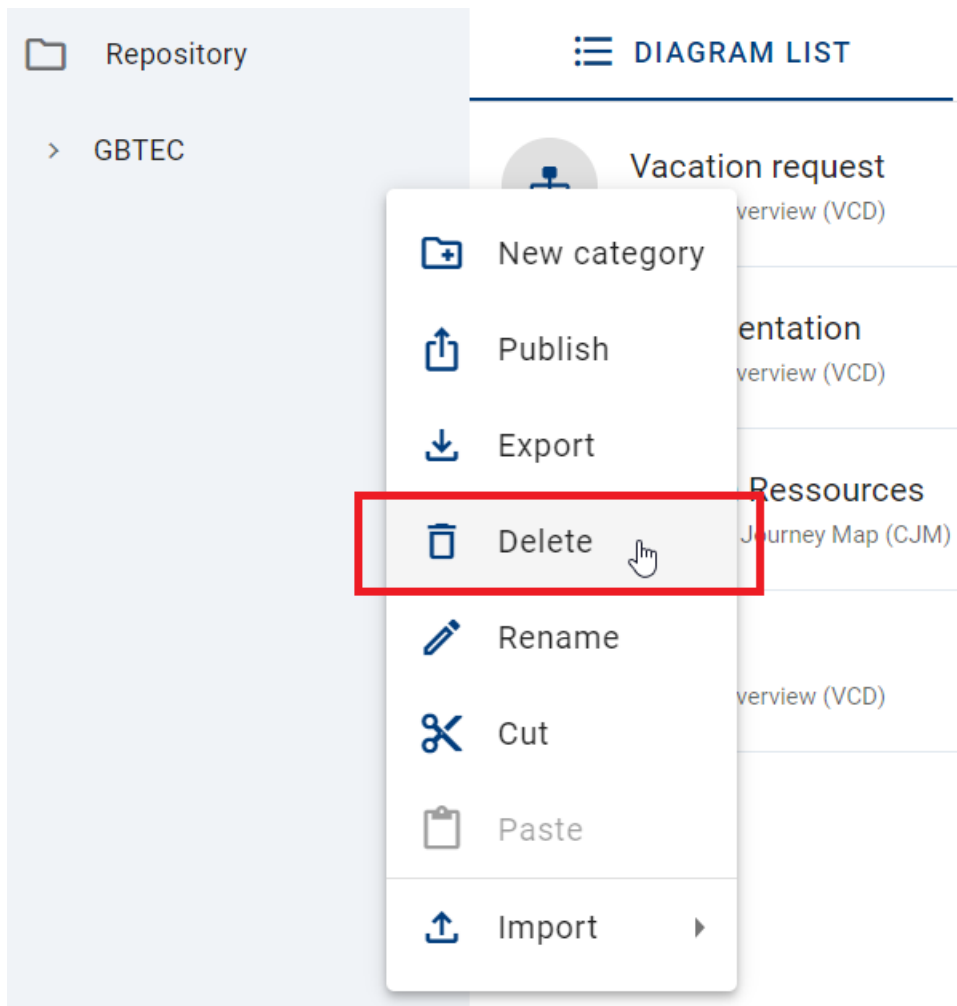 Repository
GBTEC
DIAGRAM LIST
Vacation request
verview (VCD)
entation
verview (VCD)
Ressources
Journey Map (CJM)
verview (VCD)
New category
Publish
Export
Delete
Rename
Cut
Paste
Import